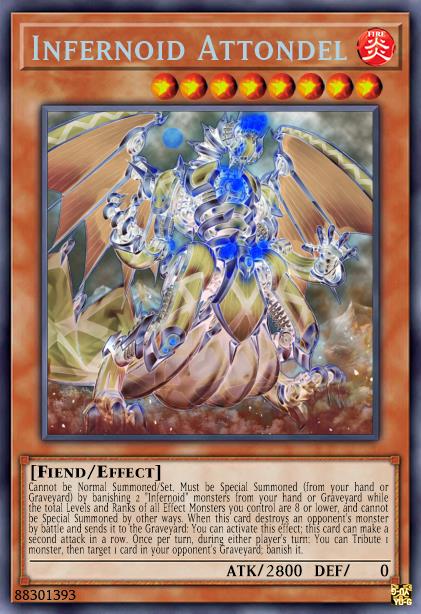 INFERNOID ATTONDEL
FIRE
炎
[FIEND/EFFECT]
Cannot be Normal Summoned/Set. Must be Special Summoned (from your hand or
Graveyard) by banishing 2 "Infernoid" monsters from your hand or Graveyard while
the total Levels and Ranks of all Effect Monsters you control are 8 or lower, and cannot
be Special Summoned by other ways. When this card destroys an opponent's monster
by battle and sends it to the Graveyard: You can activate this effect; this card can make a
second attack in a row. Once per turn, during either player's turn: You can Tribute 1
monster, then target 1 card in your opponent's Graveyard; banish it.
ATK/2800 DEF/ 0
88301393